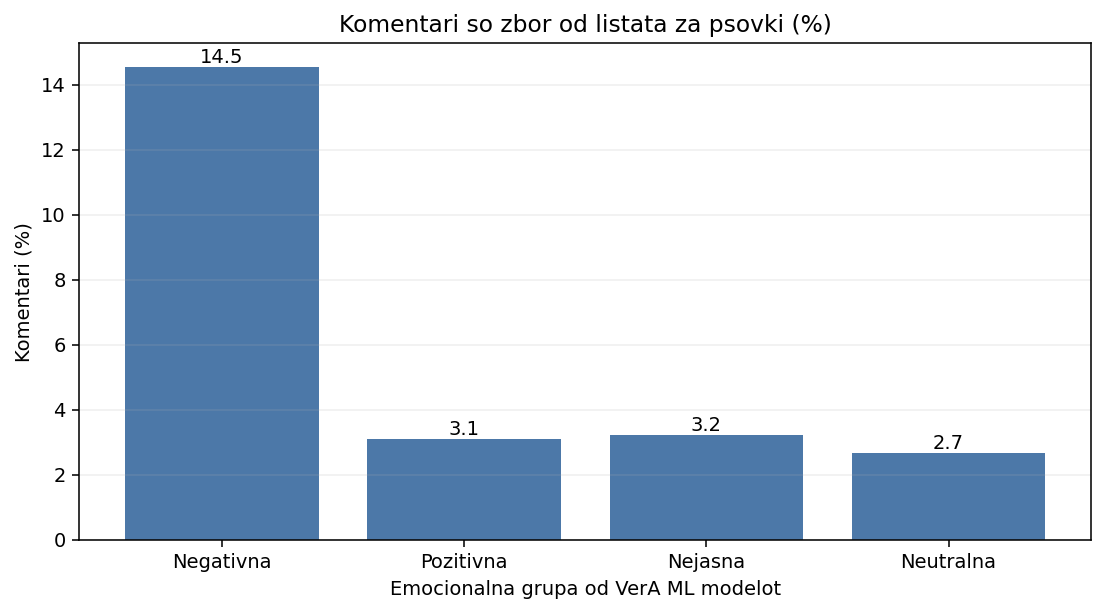 Komentari so zbor od listata za psovki (%)
14.5
3.1
3.2
2.7
Komentari (%)
14
12
10
8
6
4
2
0
Negativna
Pozitivna
Nejasna
Neutralna
Emocionalna grupa od VerA ML modelot